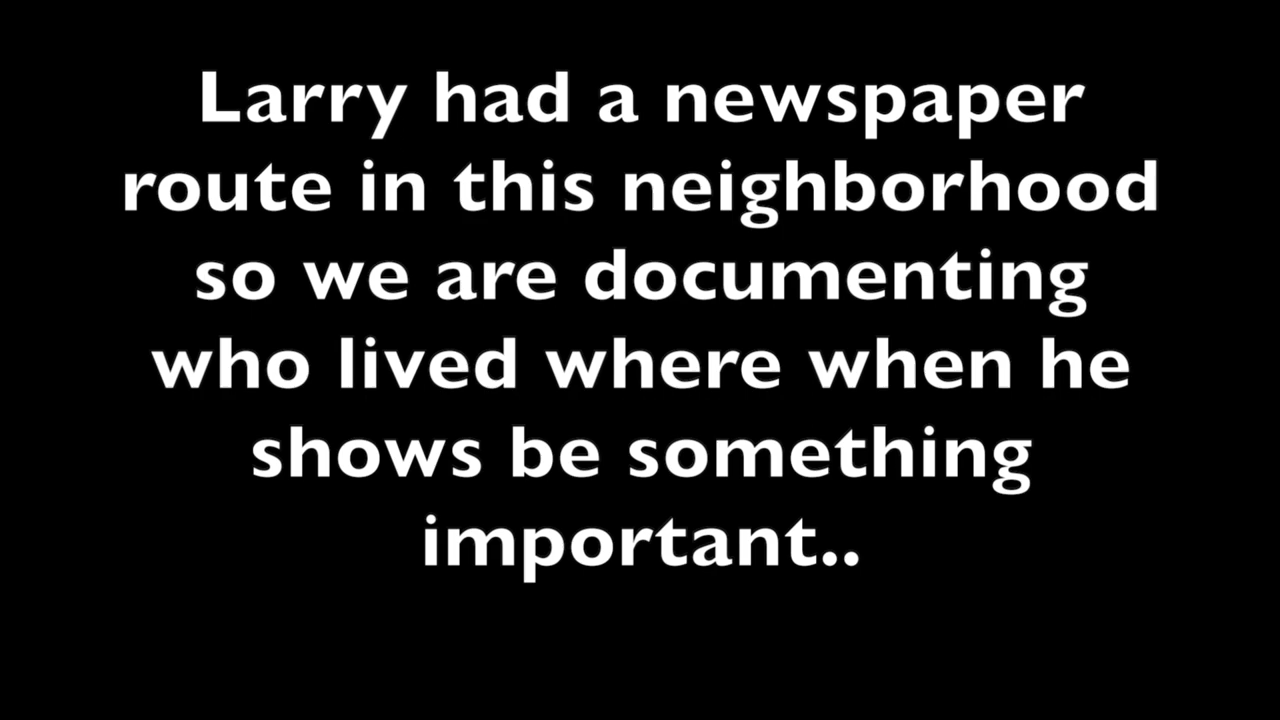 Larry had a newspaper
route in this neighborhood
so we are documenting
who lived where when he
shows be something
important..